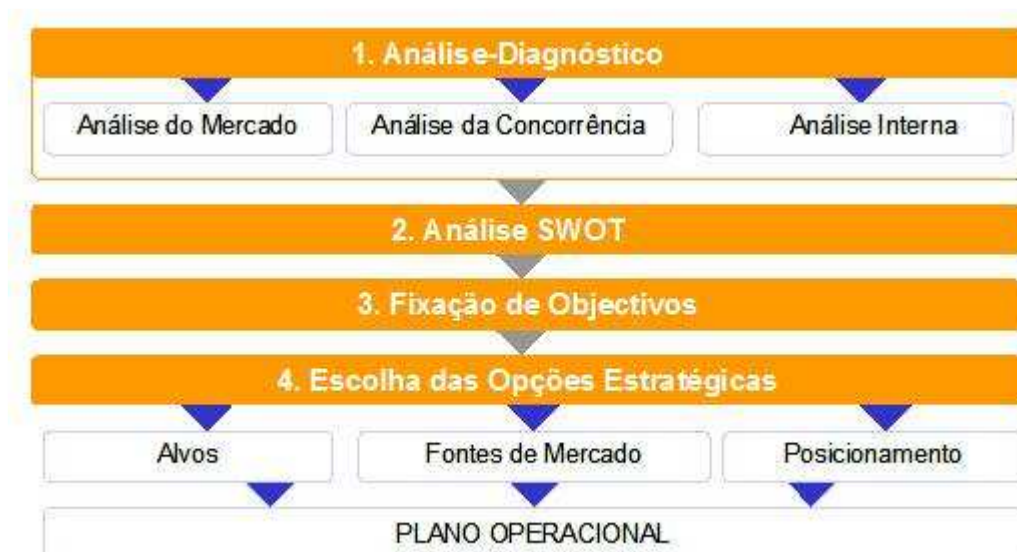 1. Análise-Diagnóstico
Análise do Mercado
Análise da Concorrência
Análise Interna
2. Análise SWOT
3. Fixação de Objectivos
4. Escolha das Opções Estratégicas
Alvos
Fontes de Mercado
Posicionamento
PLANO OPERACIONAL